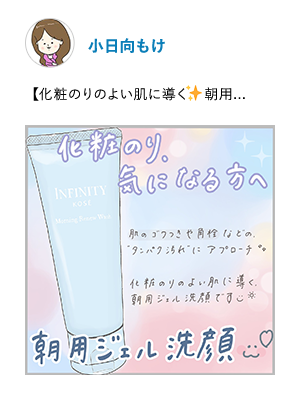 小日向もけ
【化粧のりのよい肌に導く✨朝用...
化粧のり、
気になる方へ
INFINITY
KOSÉ
Morning Beauty Wash
肌のゴワつきや角栓などの、
"タンパク汚れ"にアプローチ
化粧のりのよい肌に導く、
朝用ジェル洗顔です
朝用ジェル洗顔